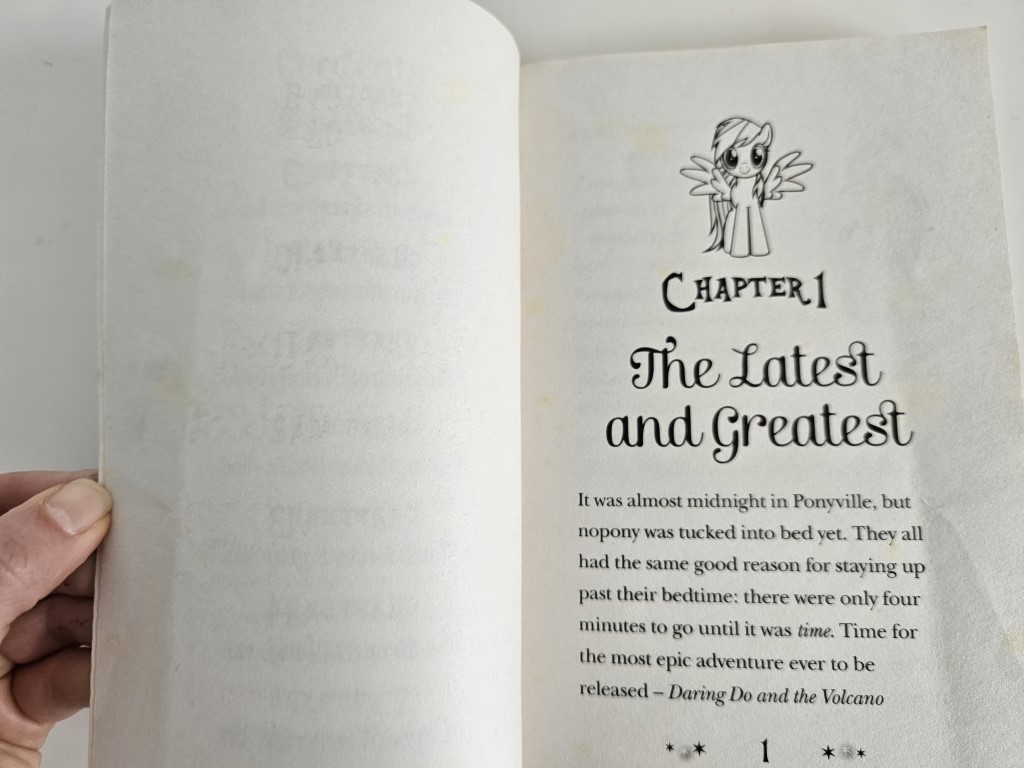 Chapter 1
The Latest
and Greatest
It was almost midnight in Ponyville, but
nopony was tucked into bed yet. They all
had the same good reason for staying up
past their bedtime: there were only four
minutes to go until it was time. Time for
the most epic adventure ever to be
released – Daring Do and the Volcano
1